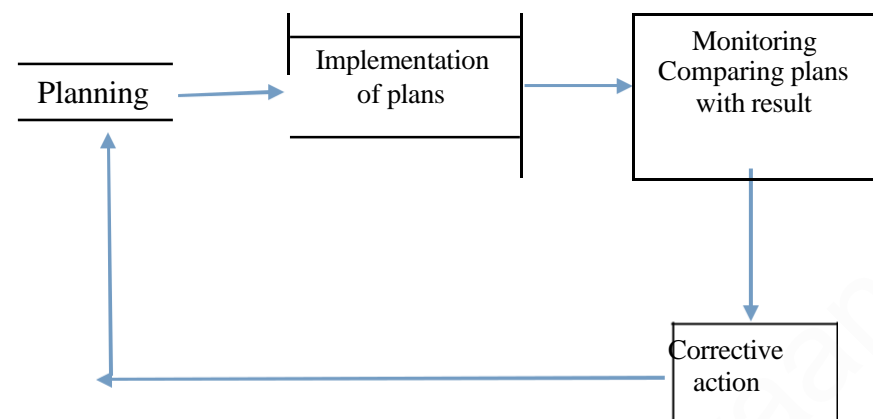 Planning
Implementation
of plans
Monitoring
Comparing plans
with result
Corrective
action